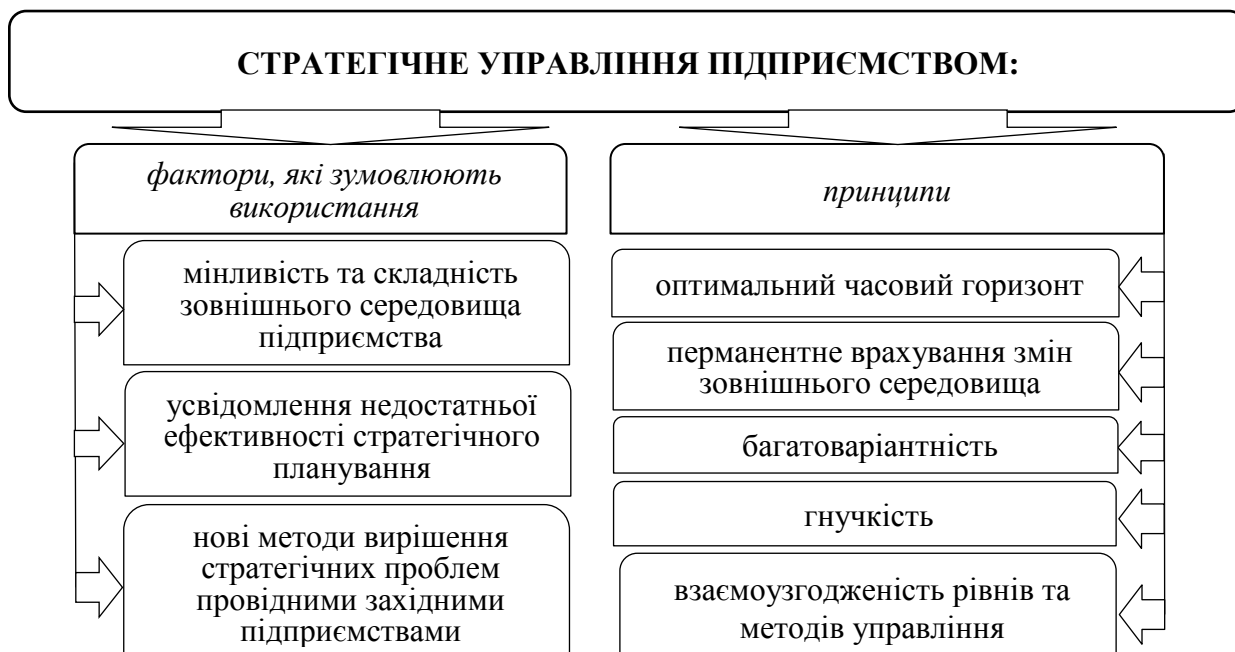 СТРАТЕГІЧНЕ УПРАВЛІННЯ ПІДПРИЄМСТВОМ:
фактори, які зумовлюють
використання
мінливість та складність
зовнішнього середовища
підприємства
усвідомлення недостатньої
ефективності стратегічного
планування
нові методи вирішення
стратегічних проблем
провідними західними
підприємствами
принципи
оптимальний часовий горизонт
перманентне врахування змін
зовнішнього середовища
багатоваріантність
гнучкість
взаємоузгодженість рівнів та
методів управління